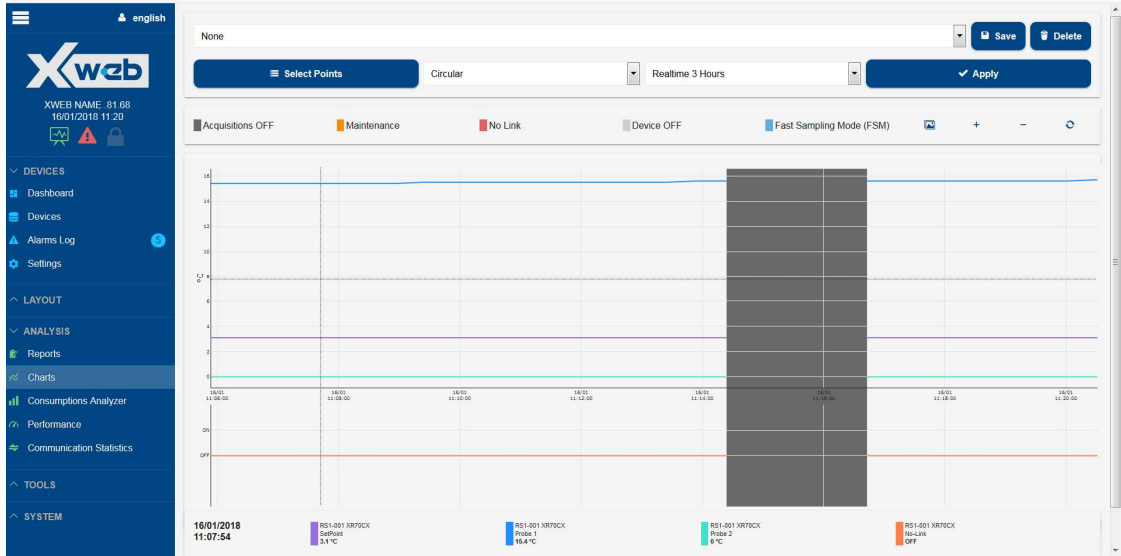 english
None
Save
Delete
Select Points
Circular
Realtime 3 Hours
Apply
Xweb
XWEB NAME .81.68
16/01/2018 11:20
Acquisitions OFF
Maintenance
No Link
Device OFF
Fast Sampling Mode (FSM)
+
−
DEVICES
Dashboard
Devices
Alarms Log
5
Settings
LAYOUT
ANALYSIS
Reports
Charts
Consumptions Analyzer
Performance
Communication Statistics
TOOLS
SYSTEM
16
14
12
10
8
°C
6
4
2
0
16/01
11:06:00
16/01
11:08:00
16/01
11:10:00
16/01
11:12:00
16/01
11:14:00
16/01
11:16:00
16/01
11:18:00
16/01
11:20:00
ON
OFF
16/01/2018
11:07:54
RS1-001 XR70CX
SetPoint
3.1 °C
RS1-001 XR70CX
Probe 1
15.4 °C
RS1-001 XR70CX
Probe 2
0 °C
RS1-001 XR70CX
No-Link
OFF